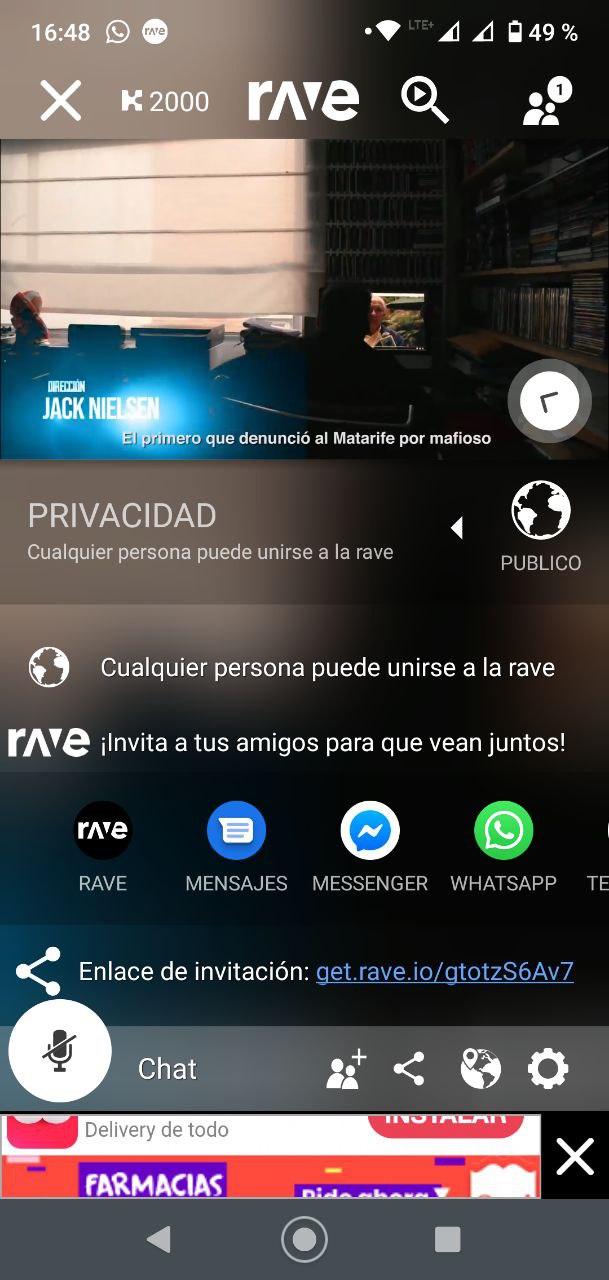 16:48 rave LTE+ 49 %
K 2000 rave 1
DIRECCIÓN
JACK NIELSEN
El primero que denunció al Matarife por mafioso
PRIVACIDAD
Cualquier persona puede unirse a la rave
PUBLICO
Cualquier persona puede unirse a la rave
rave ¡Invita a tus amigos para que vean juntos!
rave
RAVE MENSAJES MESSENGER WHATSAPP TE
Enlace de invitación: get.rave.io/gtotzS6Av7
Chat
INSTALAR
Delivery de todo
FARMACIAS
Pide ahora